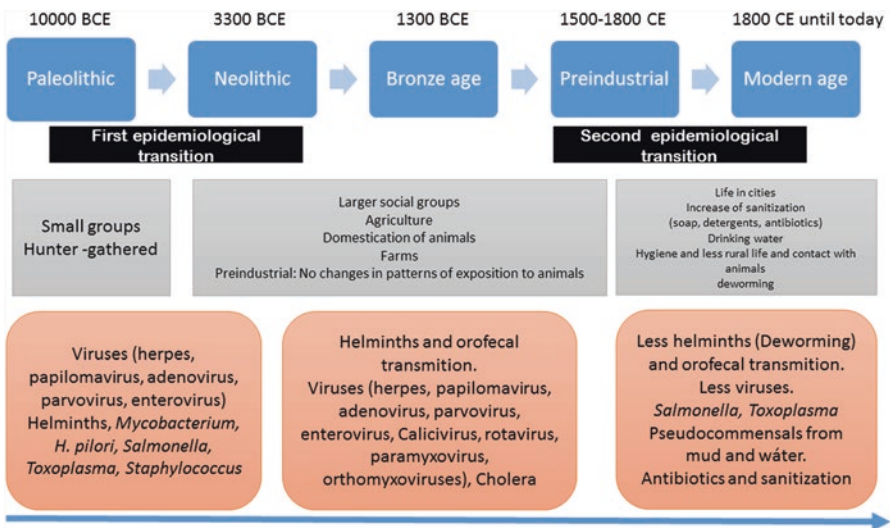 10000 BCE
3300 BCE
1300 BCE
1500-1800 CE
1800 CE until today
Paleolithic
Neolithic
Bronze age
Preindustrial
Modern age
First epidemiological
transition
Second epidemiological
transition
Small groups
Hunter -gathered
Larger social groups
Agriculture
Domestication of animals
Farms
Preindustrial: No changes in patterns of exposition to animals
Life in cities
Increase of sanitization
(soap, detergents, antibiotics)
Drinking water
Hygiene and less rural life and contact with
animals
deworming
Viruses (herpes,
papilomavirus, adenovirus,
parvovirus, enterovirus)
Helminths, Mycobacterium,
H. pilori, Salmonella,
Toxoplasma, Staphylococcus
Helminths and orofecal
transmition.
Viruses (herpes, papilomavirus,
adenovirus, parvovirus,
enterovirus, Calicivirus, rotavirus,
paramyxovirus,
orthomyxoviruses), Cholera
Less helminths (Deworming)
and orofecal transmition.
Less viruses.
Salmonella, Toxoplasma
Pseudocommensals from
mud and wáter.
Antibiotics and sanitization